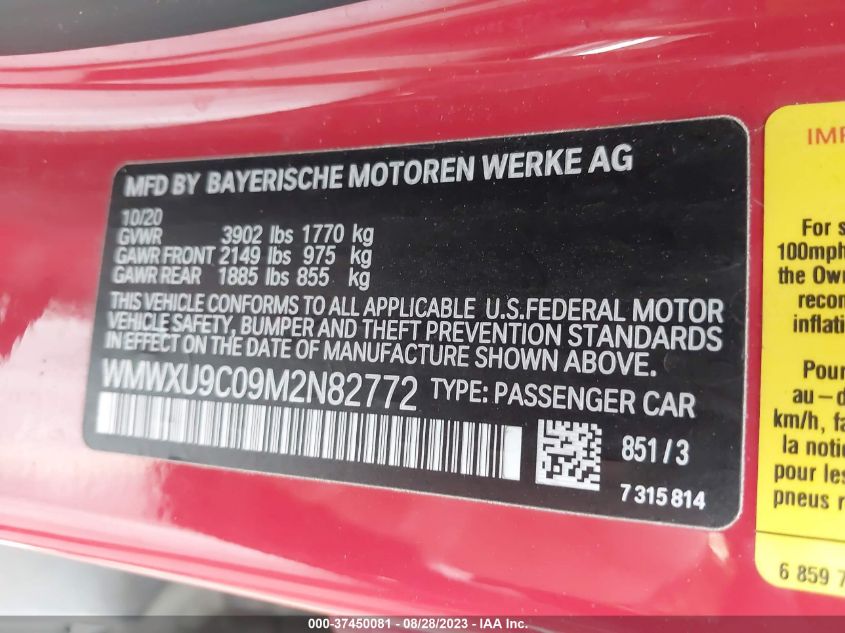 MFD BY BAYERISCHE MOTOREN WERKE AG
10/20
GVWR 3902 lbs 1770 kg
GAWR FRONT 2149 lbs 975 kg
GAWR REAR 1885 lbs 855 kg
THIS VEHICLE CONFORMS TO ALL APPLICABLE U.S.FEDERAL MOTOR
VEHICLE SAFETY, BUMPER AND THEFT PREVENTION STANDARDS
IN EFFECT ON THE DATE OF MANUFACTURE SHOWN ABOVE.
WMWXU9C09M2N82772 TYPE: PASSENGER CAR
851/3
7 315 814
IMP
For s
100mph
the Own
recon
inflati
Pour
au-d
km/h, fa
la notic
pour les
pneus r
6 859 7
000-37450081 - 08/28/2023 - IAA Inc.